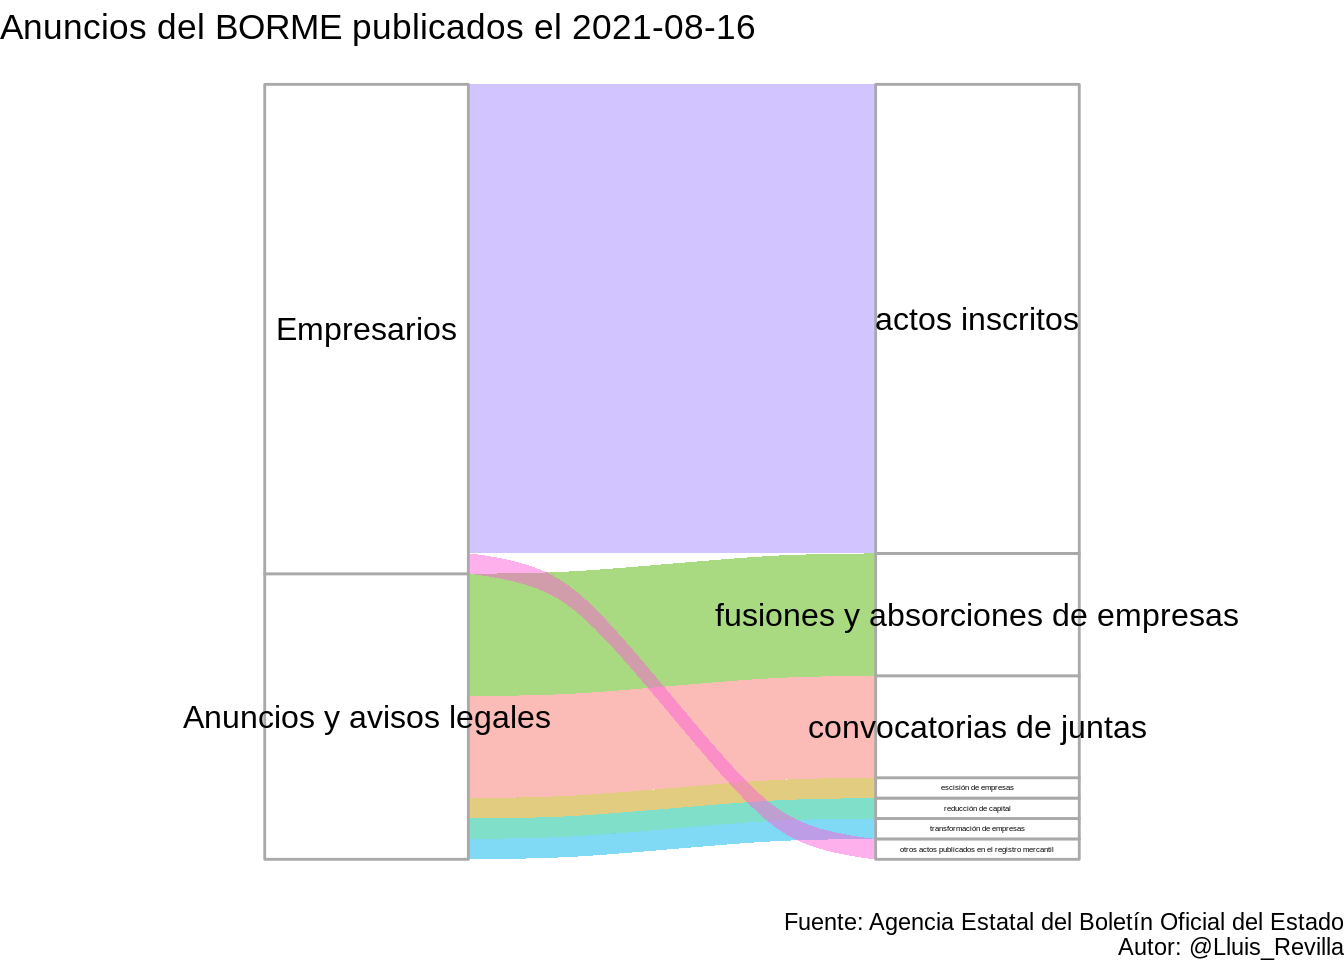 Anuncios del BORME publicados el 2021-08-16
Empresarios
Anuncios y avisos legales
actos inscritos
fusiones y absorciones de empresas
convocatorias de juntas
escisión de empresas
reducción de capital
transformación de empresas
otros actos publicados en el registro mercantil
Fuente: Agencia Estatal del Boletín Oficial del Estado
Autor: @Lluis_Revilla